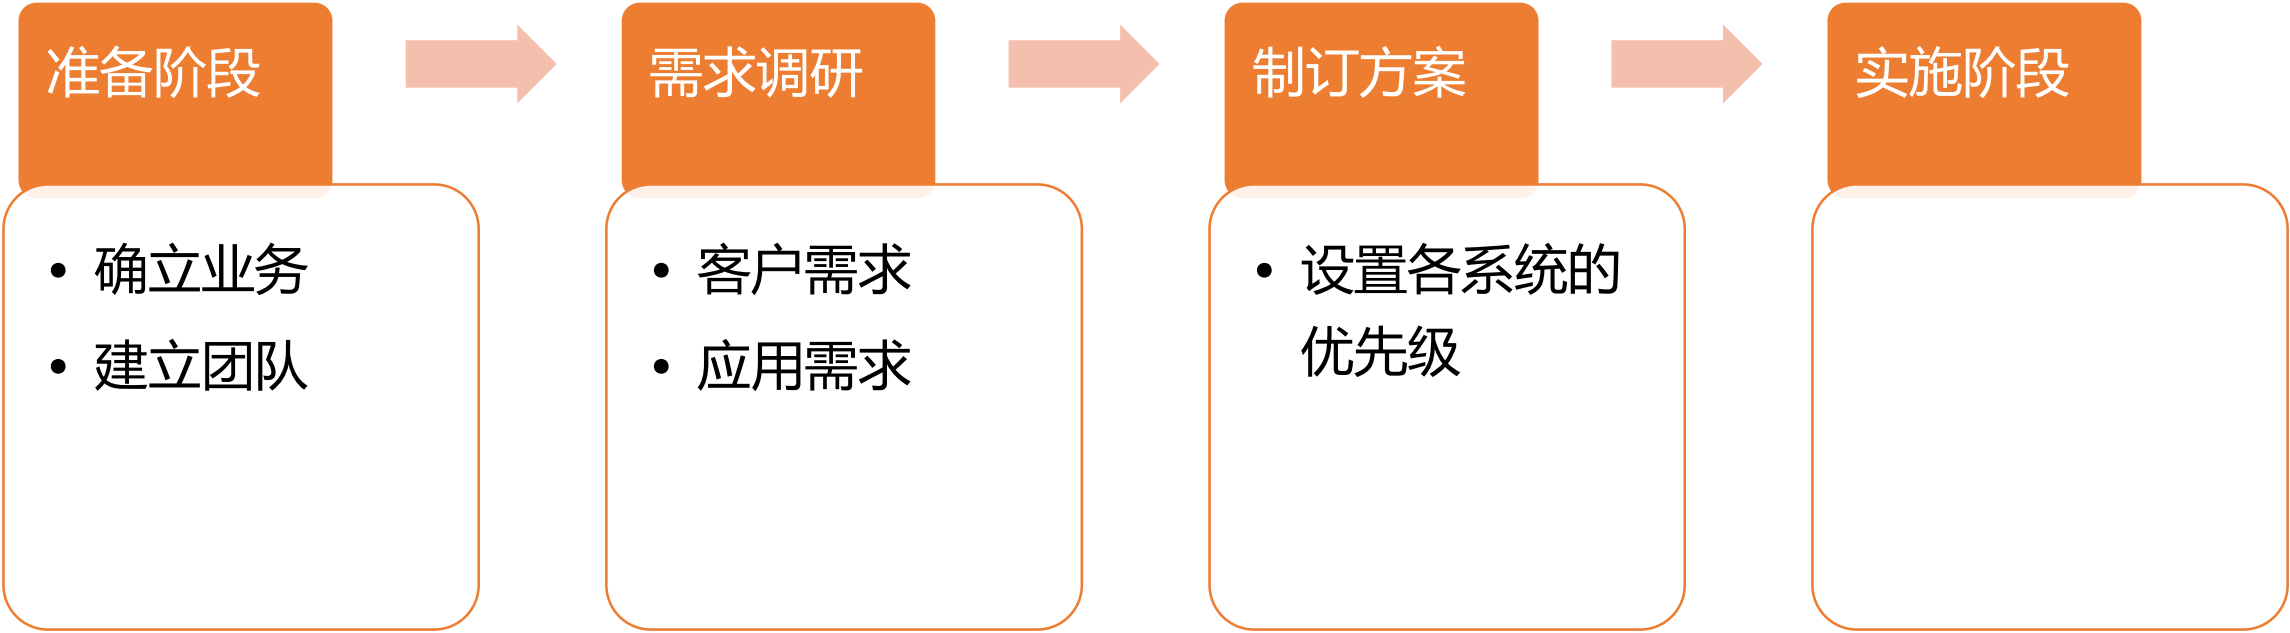 准备阶段
• 确立业务
• 建立团队
需求调研
• 客户需求
• 应用需求
制订方案
• 设置各系统的
优先级
实施阶段